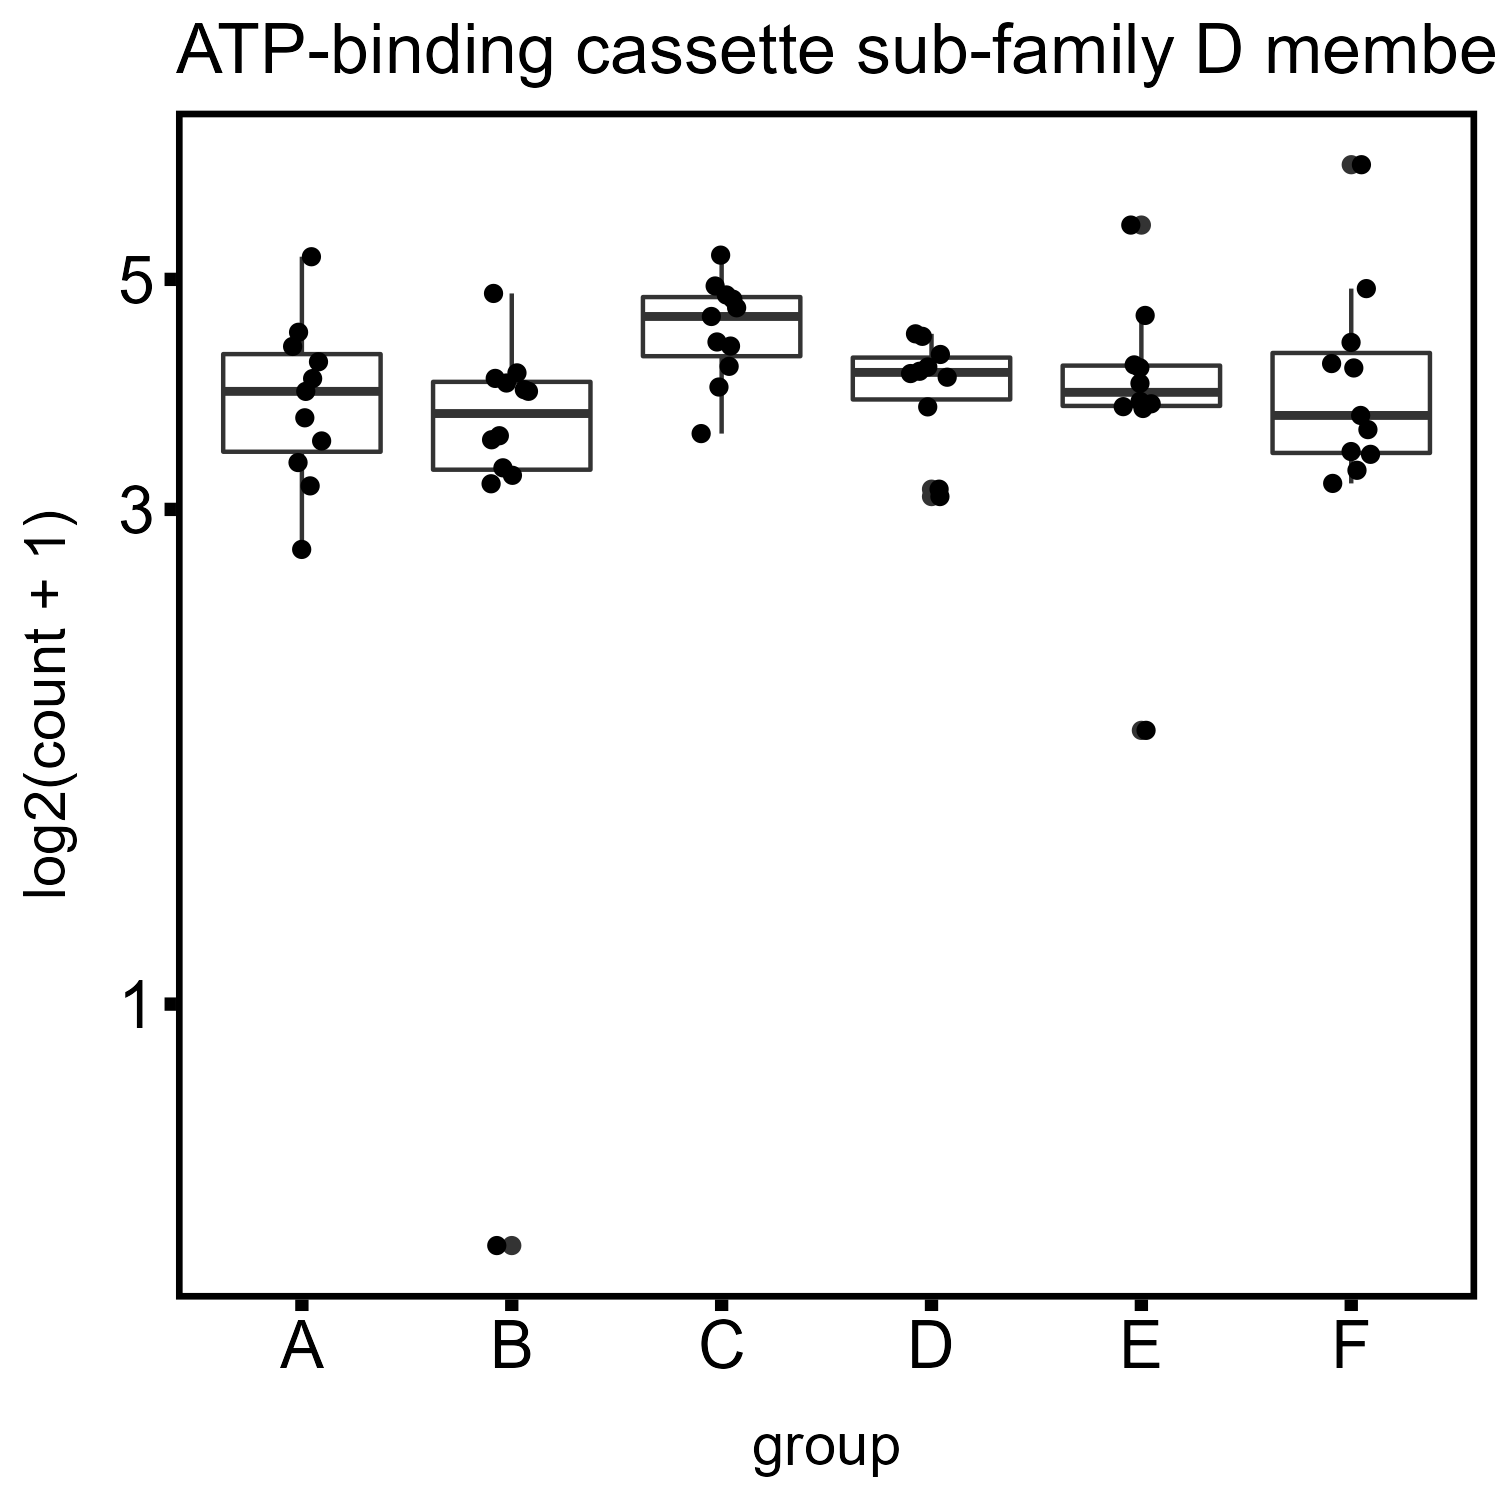 ATP-binding cassette sub-family D membe
5
3
1
log2(count + 1)
A B C D E F
group